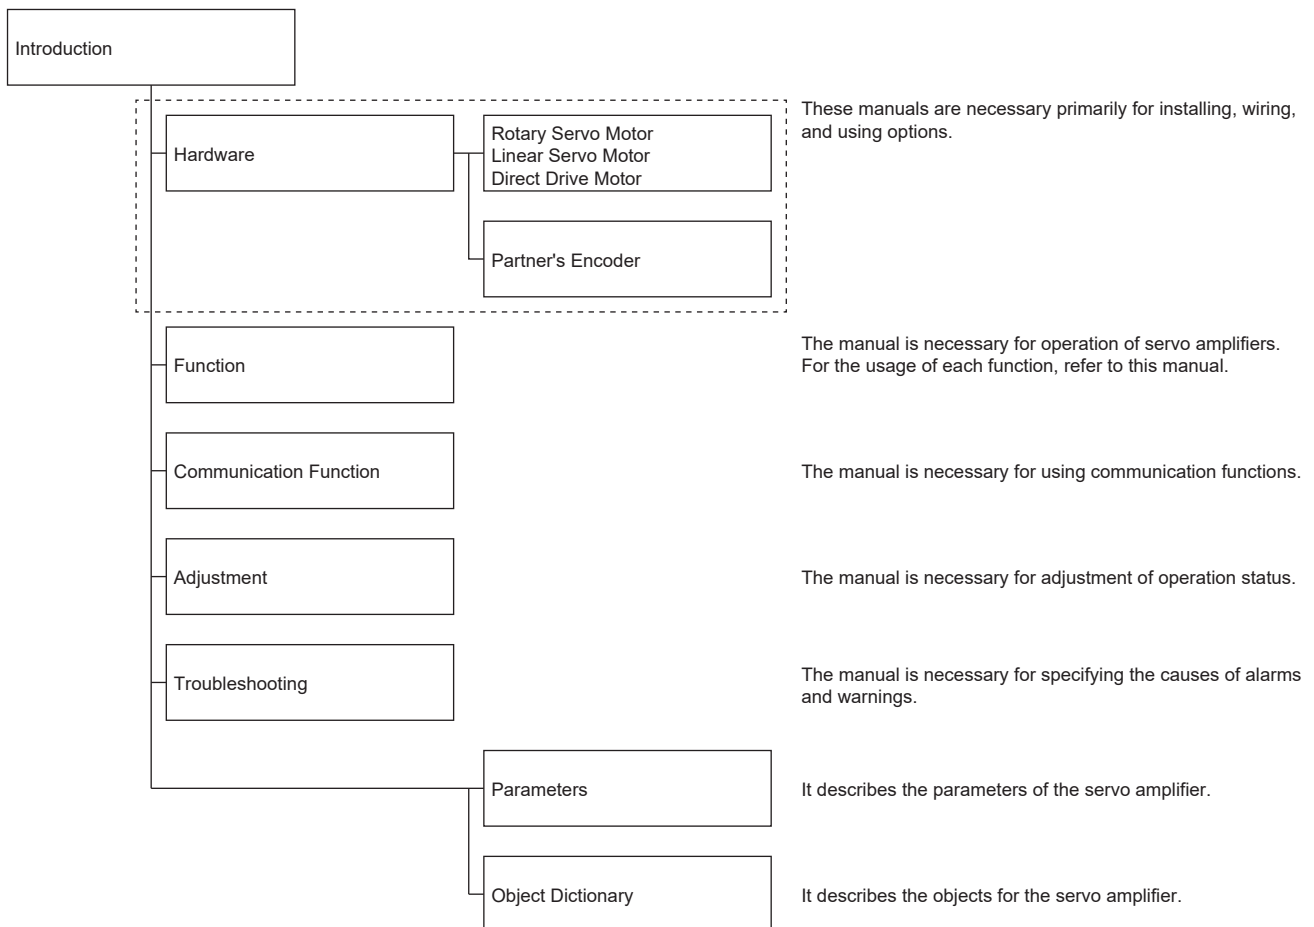 Introduction
These manuals are necessary primarily for installing, wiring,
and using options.
Hardware
Rotary Servo Motor
Linear Servo Motor
Direct Drive Motor
Partner's Encoder
Function
The manual is necessary for operation of servo amplifiers.
For the usage of each function, refer to this manual.
Communication Function
The manual is necessary for using communication functions.
Adjustment
The manual is necessary for adjustment of operation status.
Troubleshooting
The manual is necessary for specifying the causes of alarms
and warnings.
Parameters
It describes the parameters of the servo amplifier.
Object Dictionary
It describes the objects for the servo amplifier.